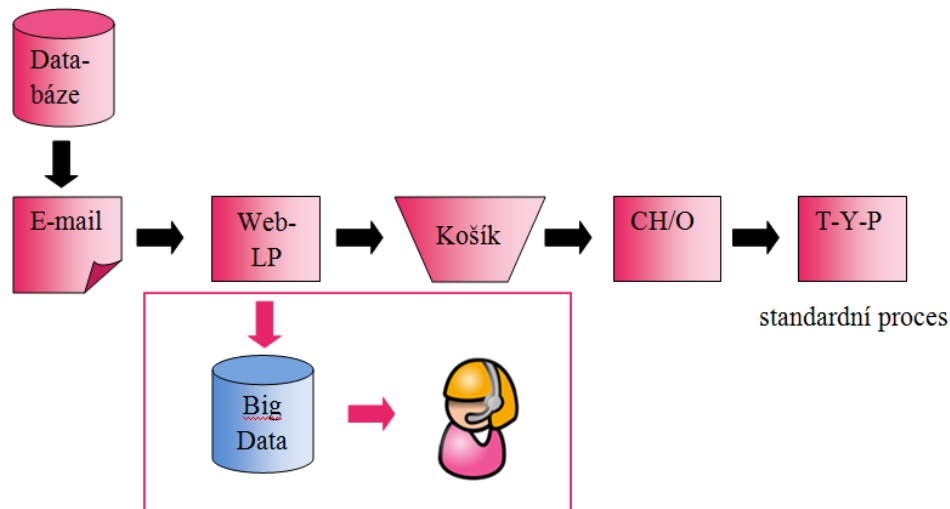 Data-
báze
E-mail
Web-
LP
Košík
CH/O
T-Y-P
standardní proces
Big
Data